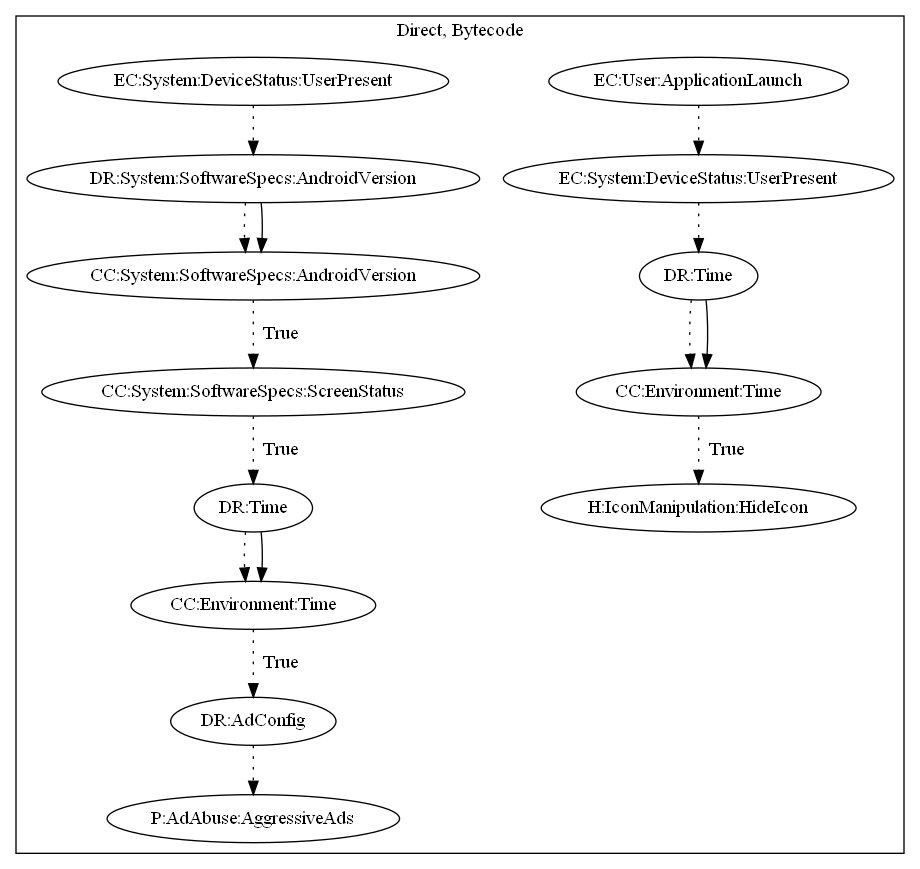 Direct, Bytecode
EC:System:DeviceStatus:UserPresent
DR:System:SoftwareSpecs:AndroidVersion
CC:System:SoftwareSpecs:AndroidVersion
True
CC:System:SoftwareSpecs:ScreenStatus
True
DR:Time
CC:Environment:Time
True
DR:AdConfig
P:AdAbuse:AggressiveAds
EC:User:ApplicationLaunch
EC:System:DeviceStatus:UserPresent
DR:Time
CC:Environment:Time
True
H:IconManipulation:HideIcon